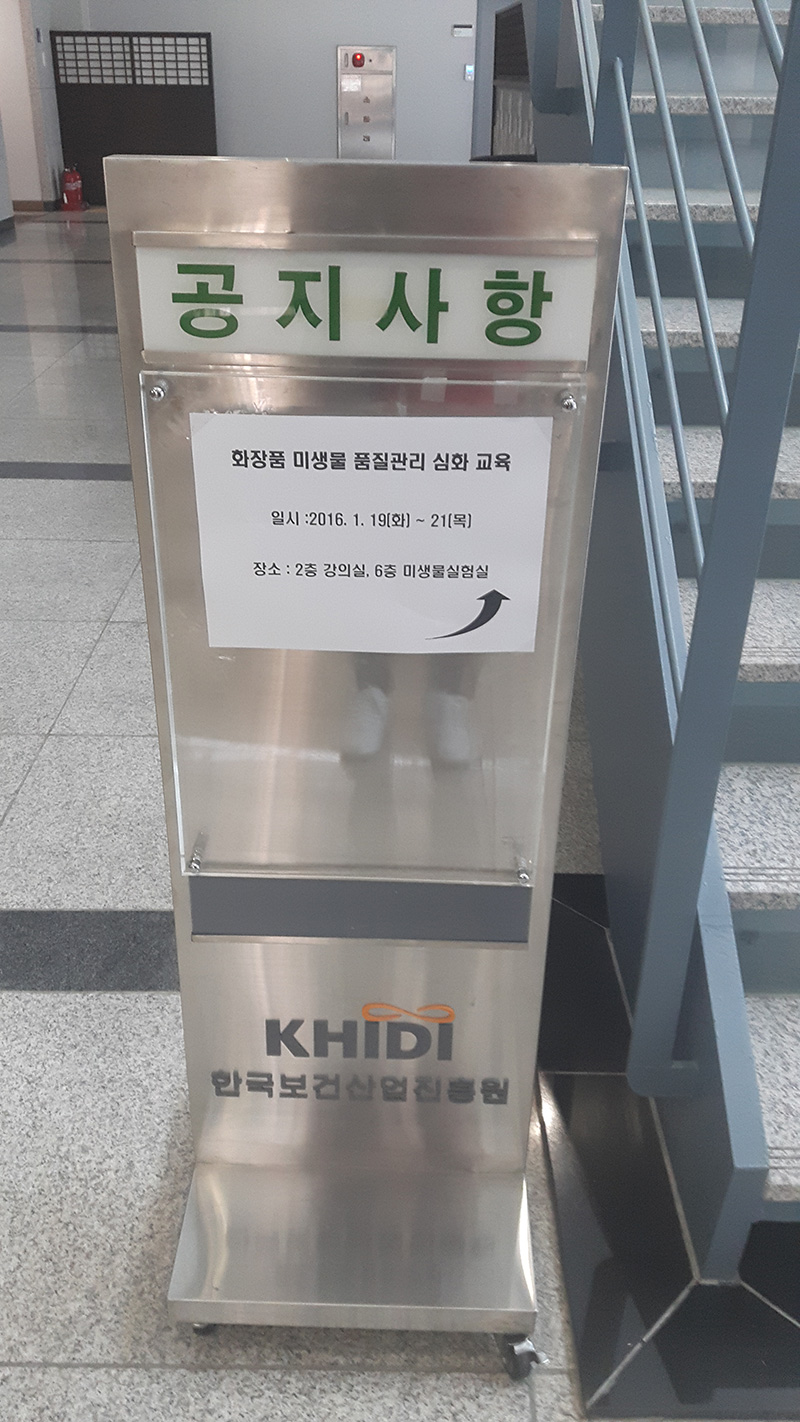 공지사항
화장품 미생물 품질관리 심화 교육
일시 :2016. 1. 19(화) ~ 21(목)
장소 : 2층 강의실, 6층 미생물실험실
KHIDI
한국보건산업진흥원